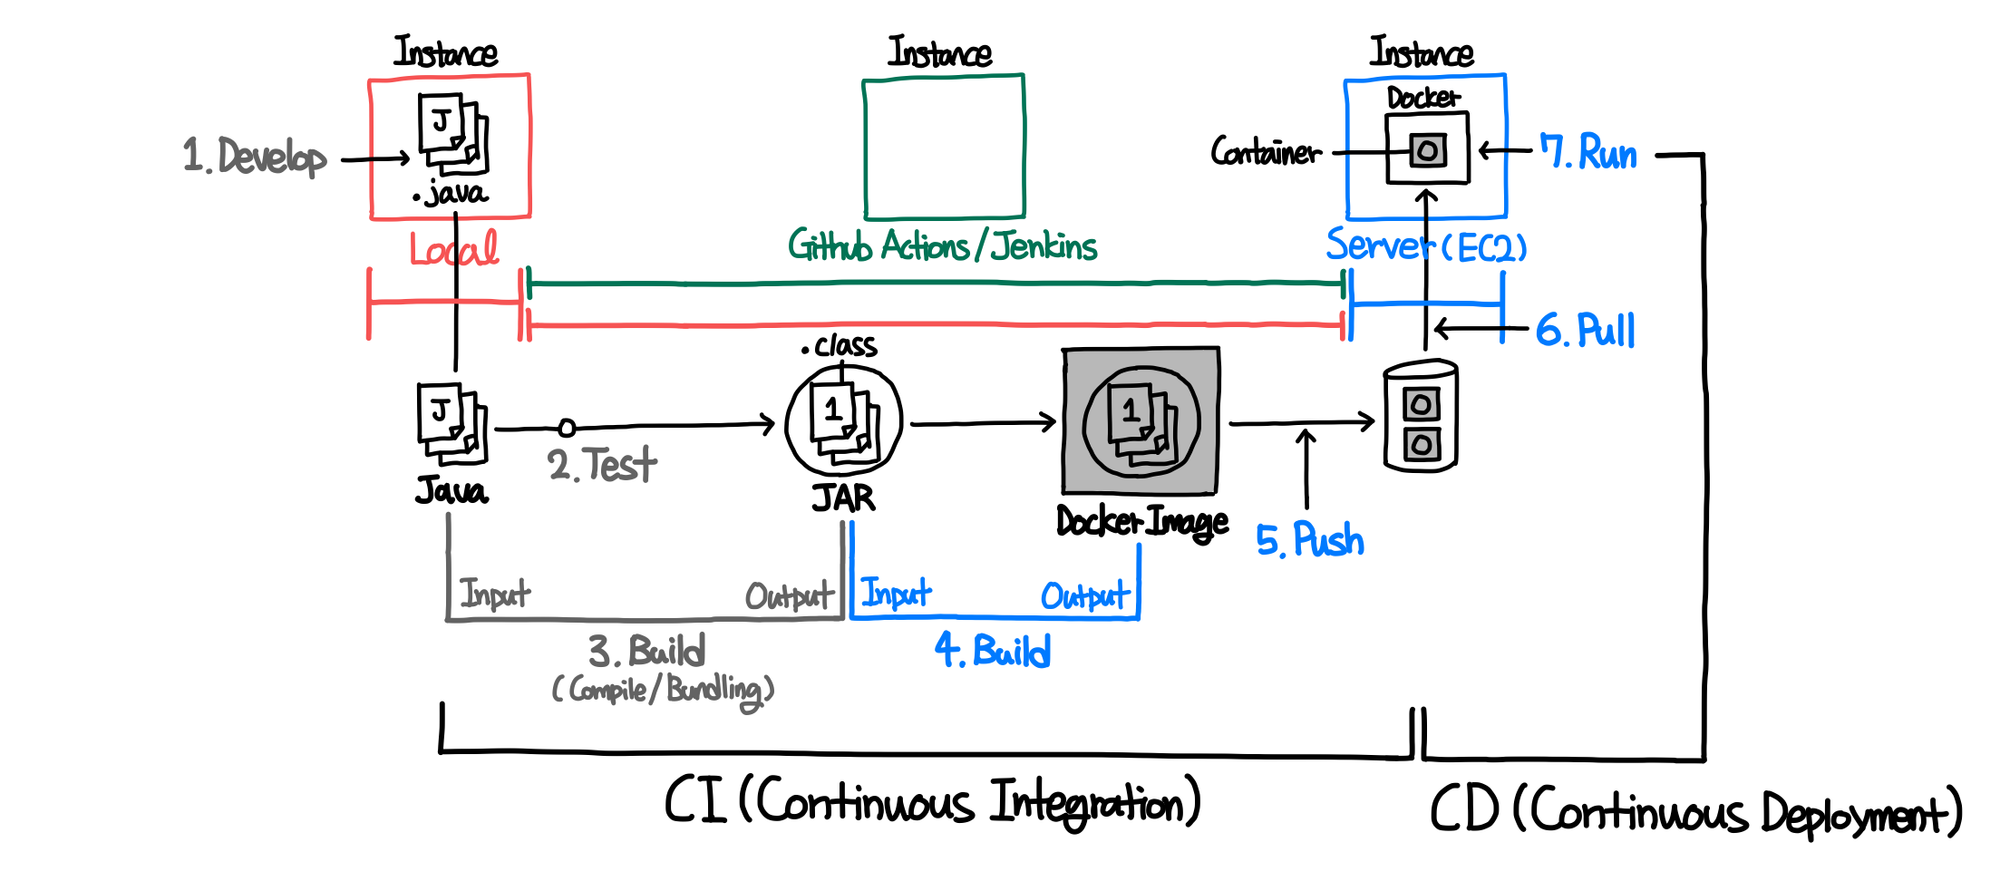 Instance
Instance
Instance
J
Docker
1. Develop
Container
7. Run
.java
Local
Github Actions/Jenkins
Server(EC2)
6. Pull
.class
J
1
1
2. Test
Java
JAR
Docker Image
5. Push
Input
Output
Input
Output
3. Build
(Compile/Bundling)
4. Build
CI (Continuous Integration)
CD (Continuous Deployment)